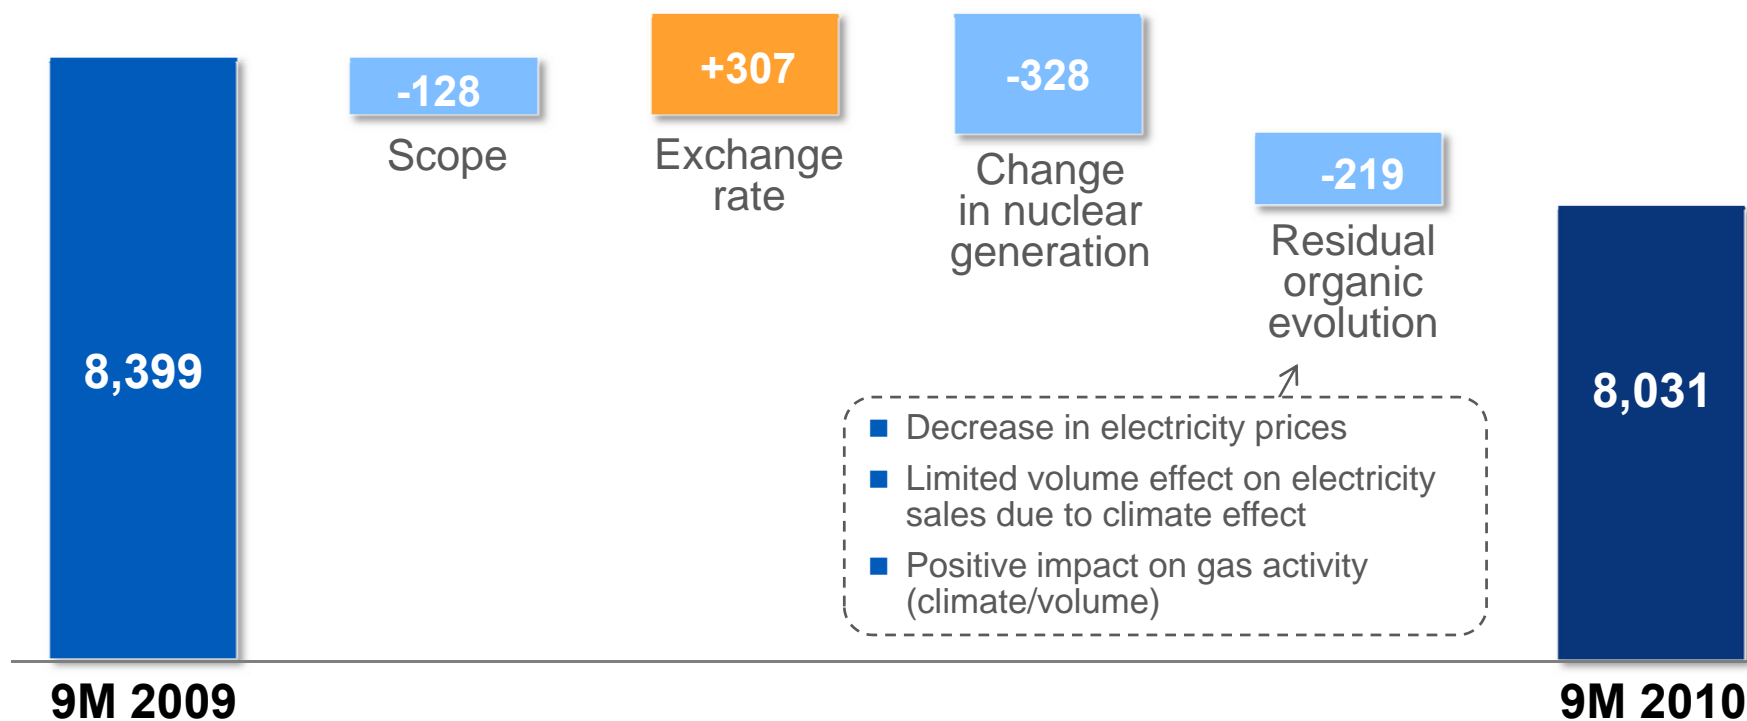 8,399
9M 2009
-128
Scope
+307
Exchange
rate
-328
Change
in nuclear
generation
-219
Residual
organic
evolution
Decrease in electricity prices
Limited volume effect on electricity
sales due to climate effect
Positive impact on gas activity
(climate/volume)
8,031
9M 2010